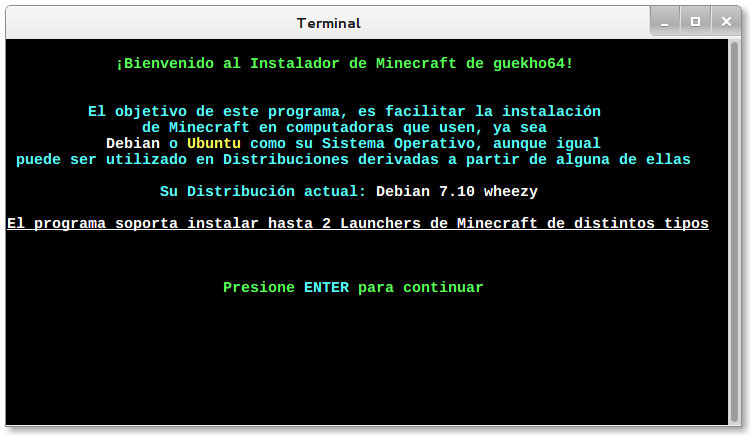 Terminal
¡Bienvenido al Instalador de Minecraft de guekho64!
El objetivo de este programa, es facilitar la instalación
de Minecraft en computadoras que usen, ya sea
Debian o Ubuntu como su Sistema Operativo, aunque igual
puede ser utilizado en Distribuciones derivadas a partir de alguna de ellas
Su Distribución actual: Debian 7.10 wheezy
El programa soporta instalar hasta 2 Launchers de Minecraft de distintos tipos
Presione ENTER para continuar